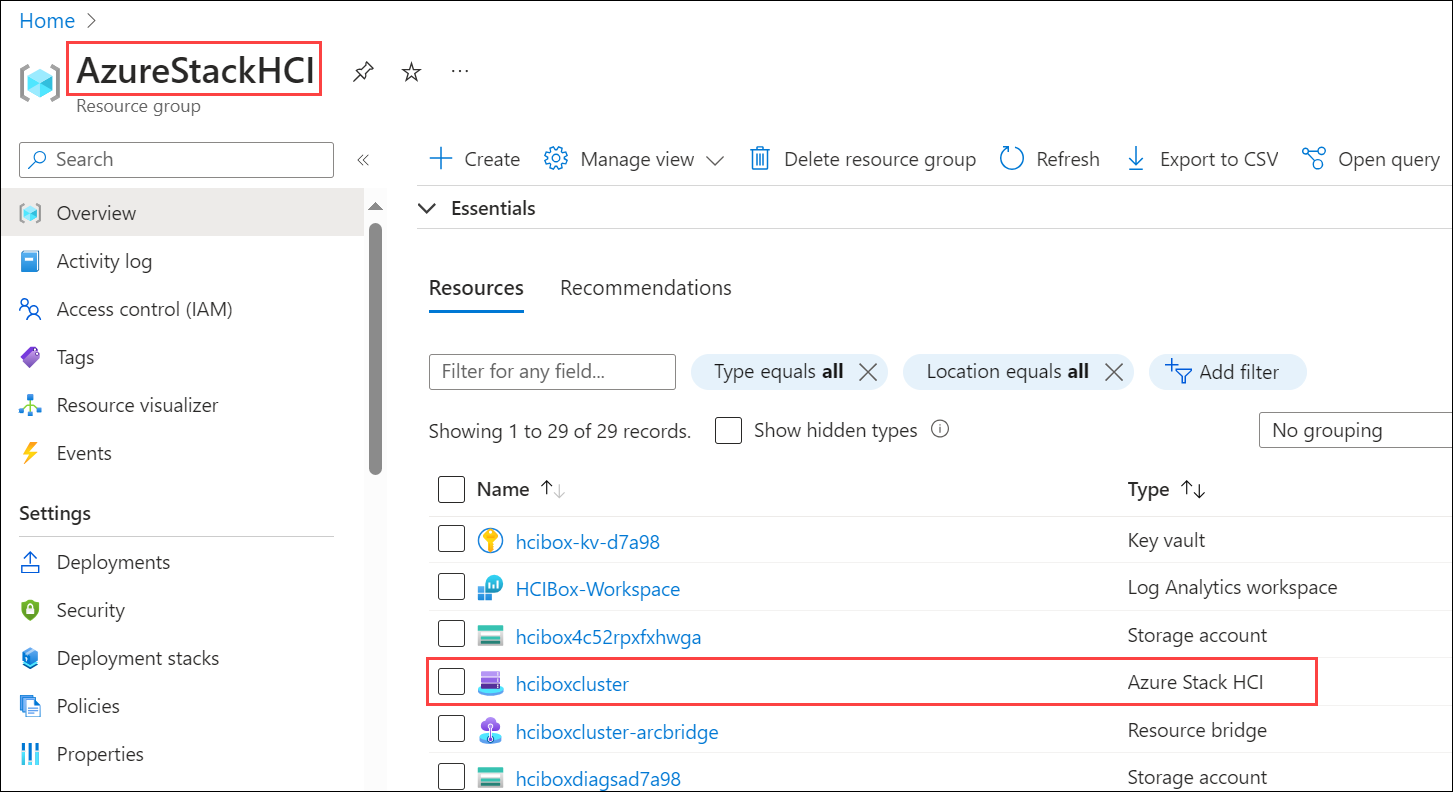 Home
AzureStackHCI
Resource group
Search
Create Manage view Delete resource group Refresh Export to CSV Open query
Overview
Essentials
Activity log
Resources Recommendations
Access control (IAM)
Tags
Filter for any field... Type equals all Location equals all Add filter
Resource visualizer
Showing 1 to 29 of 29 records. Show hidden types No grouping
Events
Name Type
Settings
hcibox-kv-d7a98 Key vault
Deployments
HCIBox-Workspace Log Analytics workspace
Security
hcibox4c52rpxfxhwga Storage account
Deployment stacks
hciboxcluster Azure Stack HCI
Policies
hciboxcluster-arcbridge Resource bridge
Properties
hciboxdiagsad7a98 Storage account